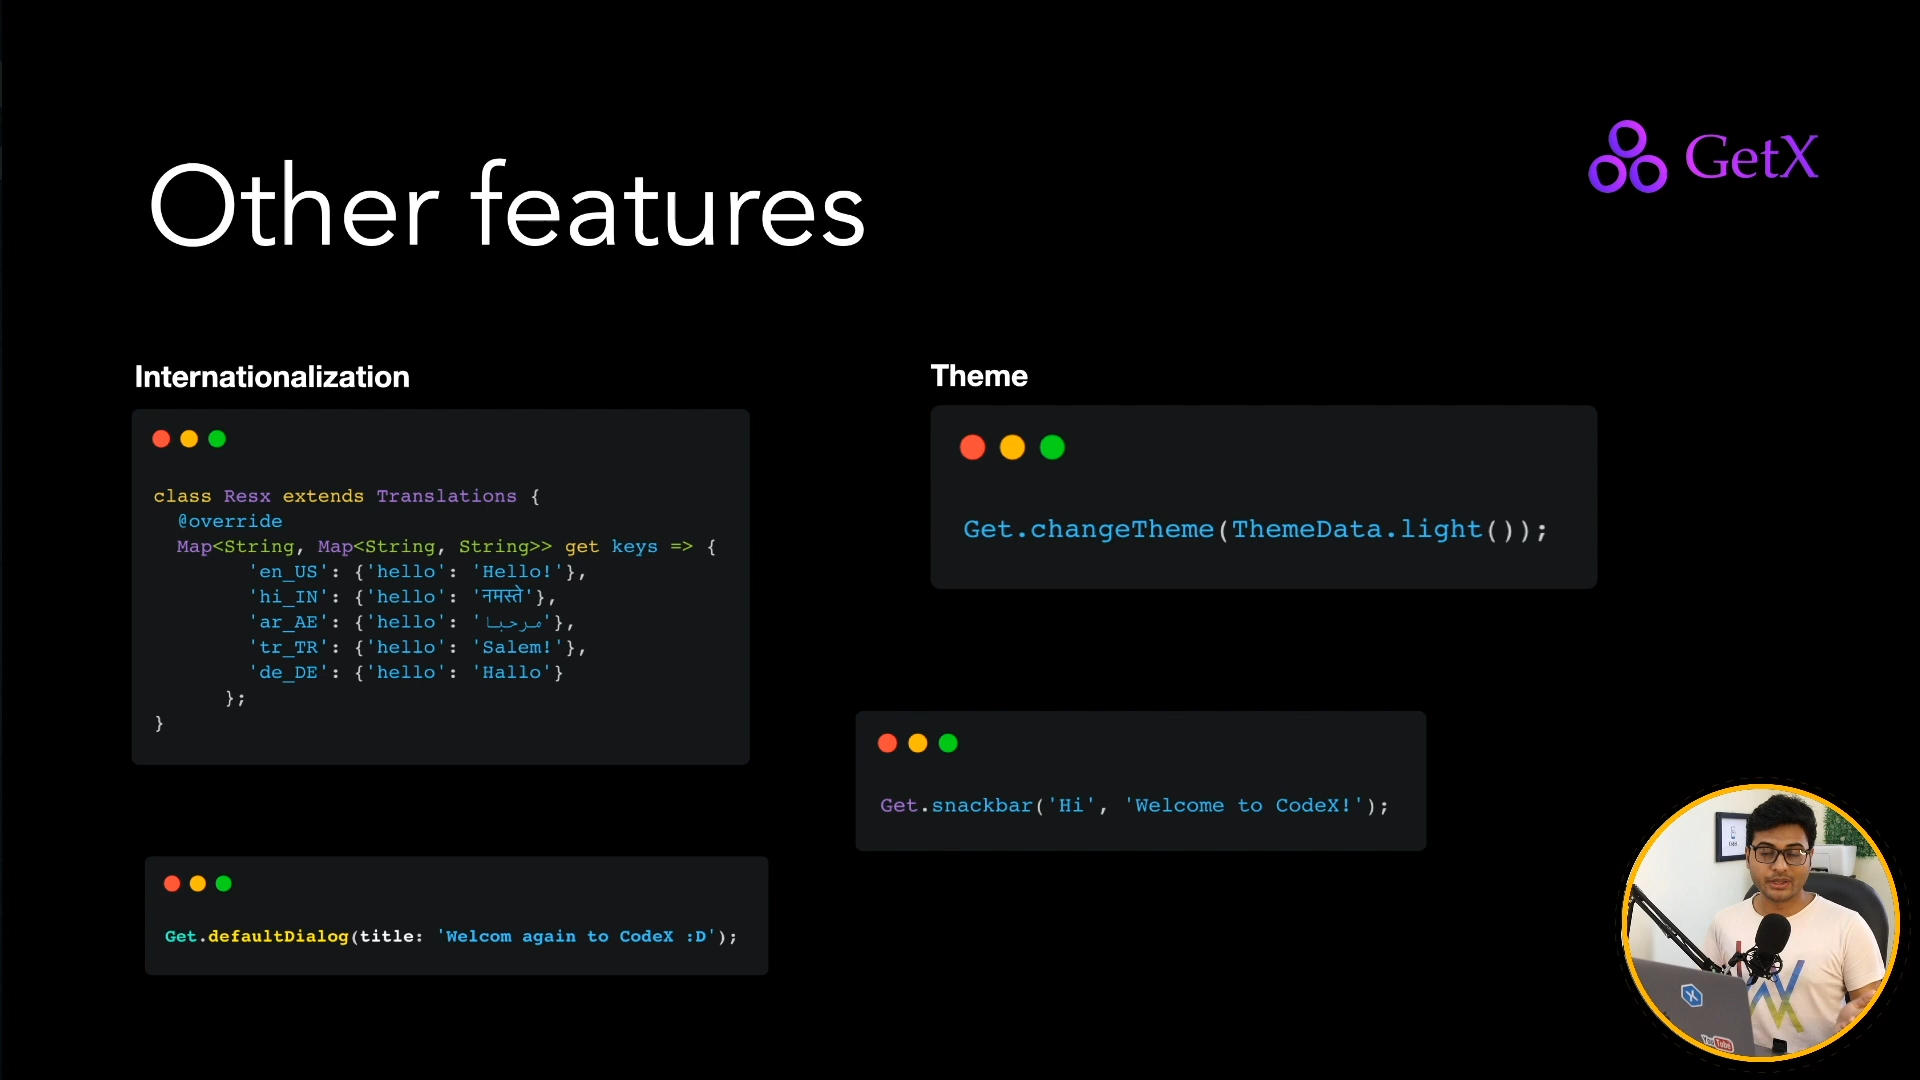 Other features
GetX
Internationalization
class Resx extends Translations {
@override
Map<String, Map<String, String>> get keys => {
'en_US': {'hello': 'Hello!'},
'hi_IN': {'hello': 'नमस्ते'},
'ar_AE': {'hello': 'مرحبا'},
'tr_TR': {'hello': 'Salem!'},
'de_DE': {'hello': 'Hallo'}
};
}
Theme
Get.changeTheme(ThemeData.light());
Get.snackbar('Hi', 'Welcome to CodeX!');
Get.defaultDialog(title: 'Welcom again to CodeX :D');
X
YouTube